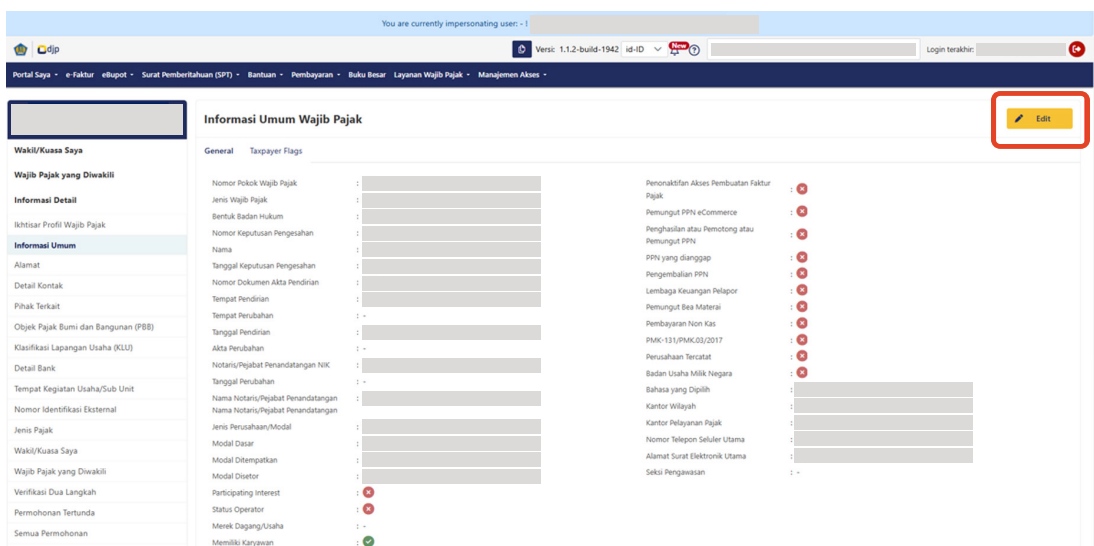 You are currently impersonating user: - !
djp
Versi: 1.1.2-build-1942 id-ID New Login terakhir:
Portal Saya e-Faktur eBupot Surat Pemberitahuan (SPT) Bantuan Pembayaran Buku Besar Layanan Wajib Pajak Manajemen Akses
Wakil/Kuasa Saya
Wajib Pajak yang Diwakili
Informasi Detail
Ikhtisar Profil Wajib Pajak
Informasi Umum
Alamat
Detail Kontak
Pihak Terkait
Objek Pajak Bumi dan Bangunan (PBB)
Klasifikasi Lapangan Usaha (KLU)
Detail Bank
Tempat Kegiatan Usaha/Sub Unit
Nomor Identifikasi Eksternal
Jenis Pajak
Wakil/Kuasa Saya
Wajib Pajak yang Diwakili
Verifikasi Dua Langkah
Permohonan Tertunda
Semua Permohonan
Informasi Umum Wajib Pajak
Edit
General Taxpayer Flags
Nomor Pokok Wajib Pajak :
Jenis Wajib Pajak :
Bentuk Badan Hukum :
Nomor Keputusan Pengesahan :
Nama :
Tanggal Keputusan Pengesahan :
Nomor Dokumen Akta Pendirian :
Tempat Pendirian :
Tempat Perubahan : -
Tanggal Pendirian :
Akta Perubahan : -
Notaris/Pejabat Penandatangan NIK :
Tanggal Perubahan : -
Nama Notaris/Pejabat Penandatangan :
Nama Notaris/Pejabat Penandatangan
Jenis Perusahaan/Modal :
Modal Dasar :
Modal Ditempatkan :
Modal Disetor :
Participating Interest :
Status Operator :
Merek Dagang/Usaha : -
Memiliki Karyawan :
Penonaktifan Akses Pembuatan Faktur
Pajak :
Pemungut PPN eCommerce :
Penghasilan atau Pemotong atau
Pemungut PPN :
PPN yang dianggap :
Pengembalian PPN :
Lembaga Keuangan Pelapor :
Pemungut Bea Materai :
Pembayaran Non Kas :
PMK-131/PMK.03/2017 :
Perusahaan Tercatat :
Badan Usaha Milik Negara :
Bahasa yang Dipilih :
Kantor Wilayah :
Kantor Pelayanan Pajak :
Nomor Telepon Seluler Utama :
Alamat Surat Elektronik Utama :
Seksi Pengawasan : -